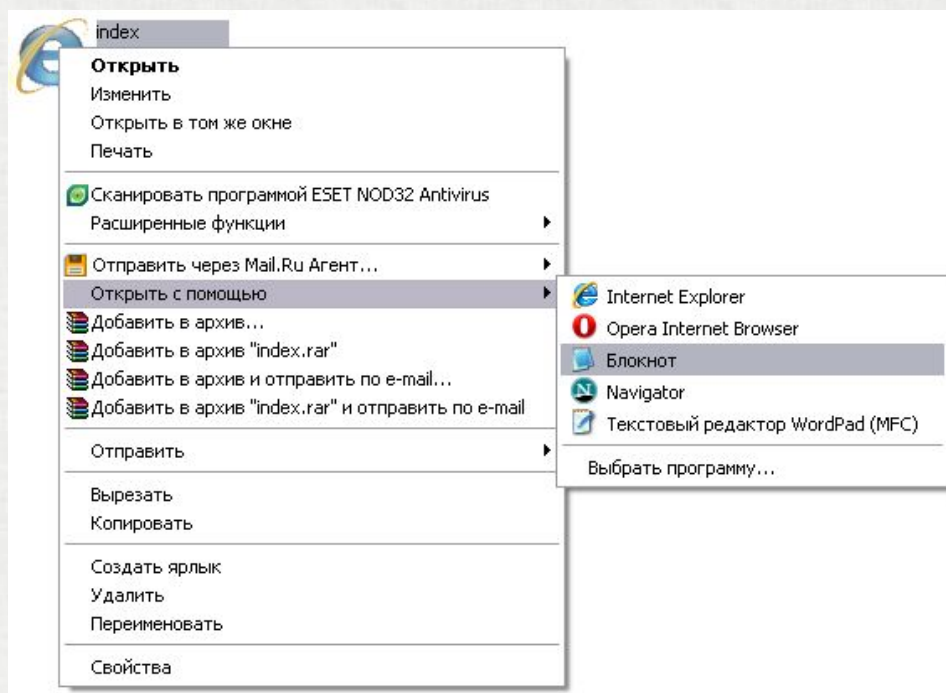 index
Открыть
Изменить
Открыть в том же окне
Печать
Сканировать программой ESET NOD32 Antivirus
Расширенные функции
Отправить через Mail.Ru Агент...
Открыть с помощью
Добавить в архив...
Добавить в архив "index.rar"
Добавить в архив и отправить по e-mail...
Добавить в архив "index.rar" и отправить по e-mail
Отправить
Вырезать
Копировать
Создать ярлык
Удалить
Переименовать
Свойства
Internet Explorer
Opera Internet Browser
Блокнот
Navigator
Текстовый редактор WordPad (MFC)
Выбрать программу...